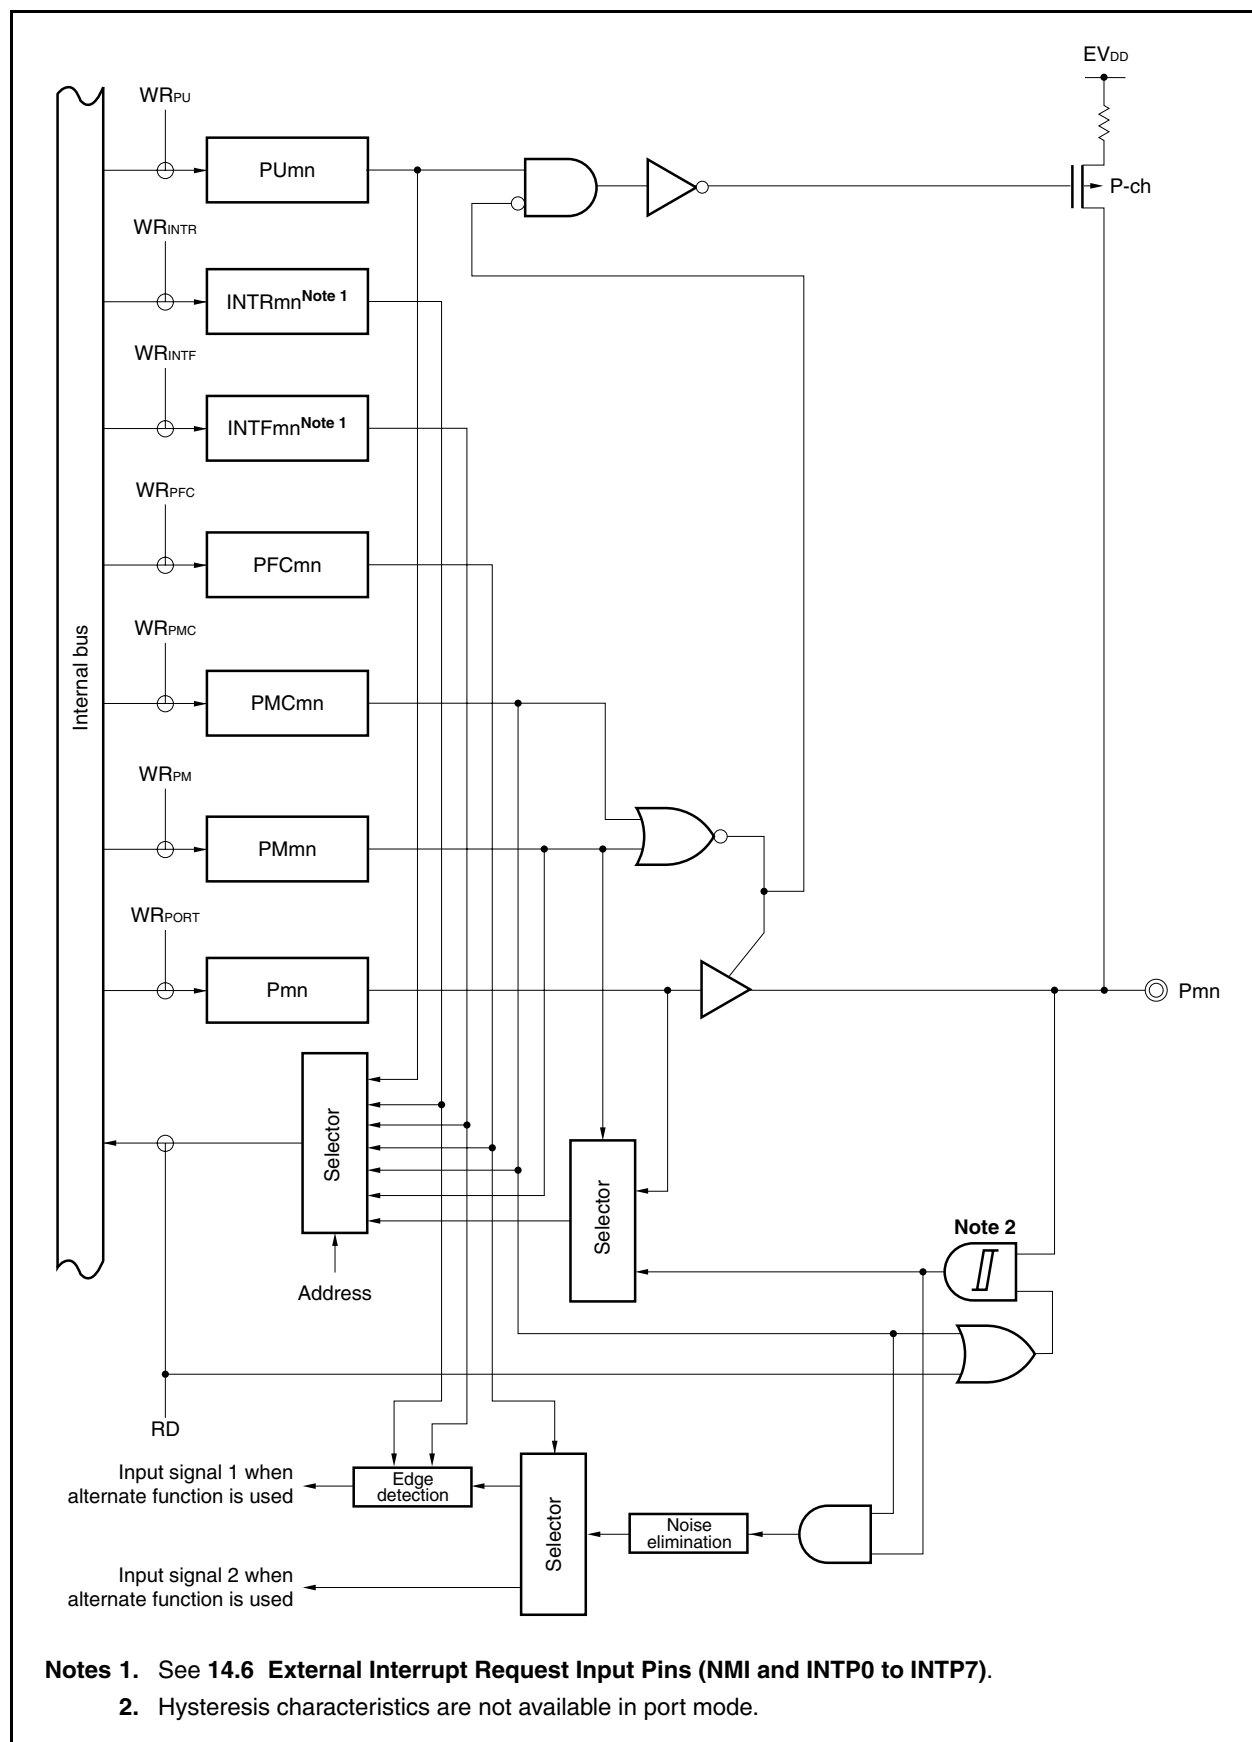 EVDD
WRPU
PUmn
P-ch
WRINTR
INTRmnNote 1
WRINTF
INTFmnNote 1
WRPFC
PFCmn
Internal bus
WRPMC
PMCmn
WRPM
PMmn
WRPORT
Pmn
Pmn
Selector
Selector
Note 2
Address
RD
Input signal 1 when
alternate function is used
Edge
detection
Selector
Noise
elimination
Input signal 2 when
alternate function is used
Notes 1. See 14.6 External Interrupt Request Input Pins (NMI and INTP0 to INTP7).
2. Hysteresis characteristics are not available in port mode.